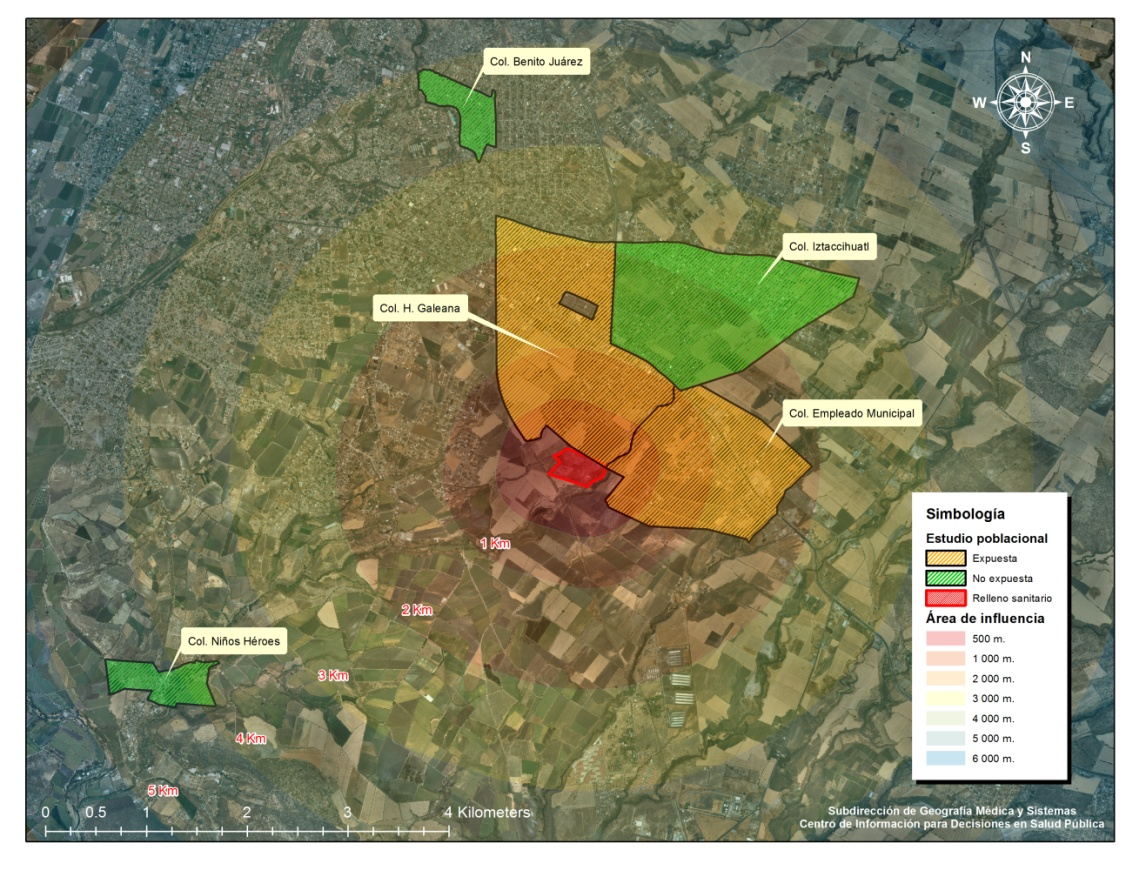 Col. Benito Juárez
N
W
E
S
Col. Iztaccihuatl
Col. H. Galeana
Col. Empleado Municipal
Simbología
Estudio poblacional
Expuesta
No expuesta
Relleno sanitario
Área de influencia
500 m.
1 000 m.
2 000 m.
3 000 m.
4 000 m.
5 000 m.
6 000 m.
1 Km
2 Km
Col. Niños Héroes
3 Km
4 Km
5 Km
0 0.5 1 2 3 4 Kilometers
Subdirección de Geografía Médica y Sistemas
Centro de Información para Decisiones en Salud Pública